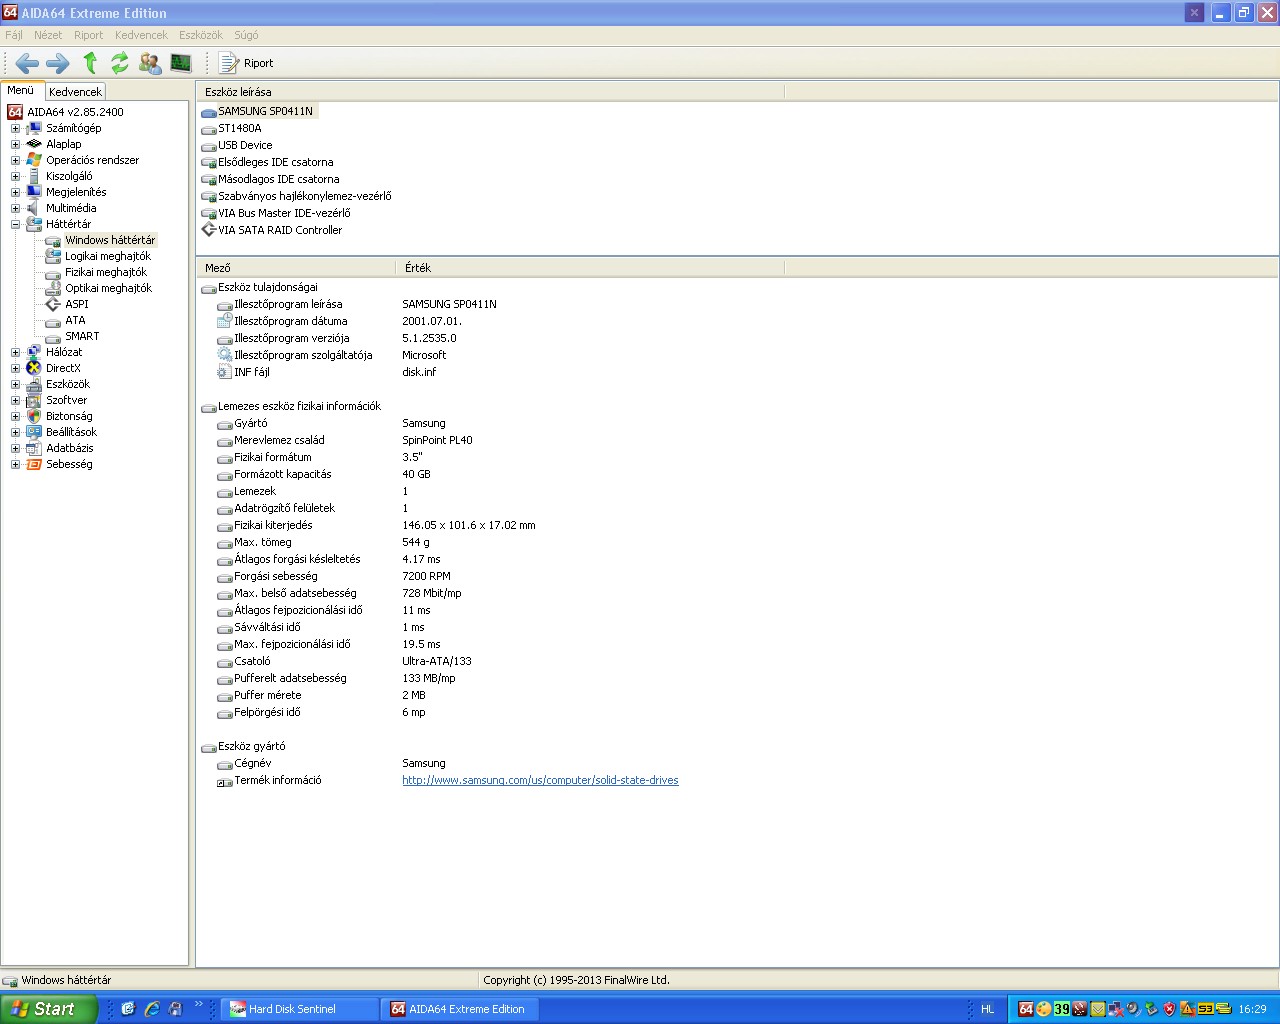 AIDA64 Extreme Edition
Fájl Nézet Riport Kedvencek Eszközök Súgó
Riport
Menü Kedvencek
AIDA64 v2.85.2400
Számítógép
Alaplap
Operációs rendszer
Kiszolgáló
Megjelenítés
Multimédia
Háttértár
Windows háttértár
Logikai meghajtók
Fizikai meghajtók
Optikai meghajtók
ASPI
ATA
SMART
Hálózat
DirectX
Eszközök
Szoftver
Biztonság
Beállítások
Adatbázis
Sebesség
Eszköz leírása
SAMSUNG SP0411N
ST1480A
USB Device
Elsődleges IDE csatorna
Másodlagos IDE csatorna
Szabványos hajlékonylemez-vezérlő
VIA Bus Master IDE-vezérlő
VIA SATA RAID Controller
Mező Érték
Eszköz tulajdonságai
Illesztőprogram leírása SAMSUNG SP0411N
Illesztőprogram dátuma 2001.07.01.
Illesztőprogram verziója 5.1.2535.0
Illesztőprogram szolgáltatója Microsoft
INF fájl disk.inf
Lemezes eszköz fizikai információk
Gyártó Samsung
Merevlemez család SpinPoint PL40
Fizikai formátum 3.5"
Formázott kapacitás 40 GB
Lemezek 1
Adatrögzítő felületek 1
Fizikai kiterjedés 146.05 x 101.6 x 17.02 mm
Max. tömeg 544 g
Átlagos forgási késleltetés 4.17 ms
Forgási sebesség 7200 RPM
Max. belső adatsebesség 728 Mbit/mp
Átlagos fejpozicionálási idő 11 ms
Sávváltási idő 1 ms
Max. fejpozicionálási idő 19.5 ms
Csatoló Ultra-ATA/133
Pufferelt adatsebesség 133 MB/mp
Puffer mérete 2 MB
Felpörgési idő 6 mp
Eszköz gyártó
Cégnév Samsung
Termék információ http://www.samsung.com/us/computer/solid-state-drives
Windows háttértár Copyright (c) 1995-2013 FinalWire Ltd.
Start Hard Disk Sentinel 64 AIDA64 Extreme Edition HU 64 39 53 16:29